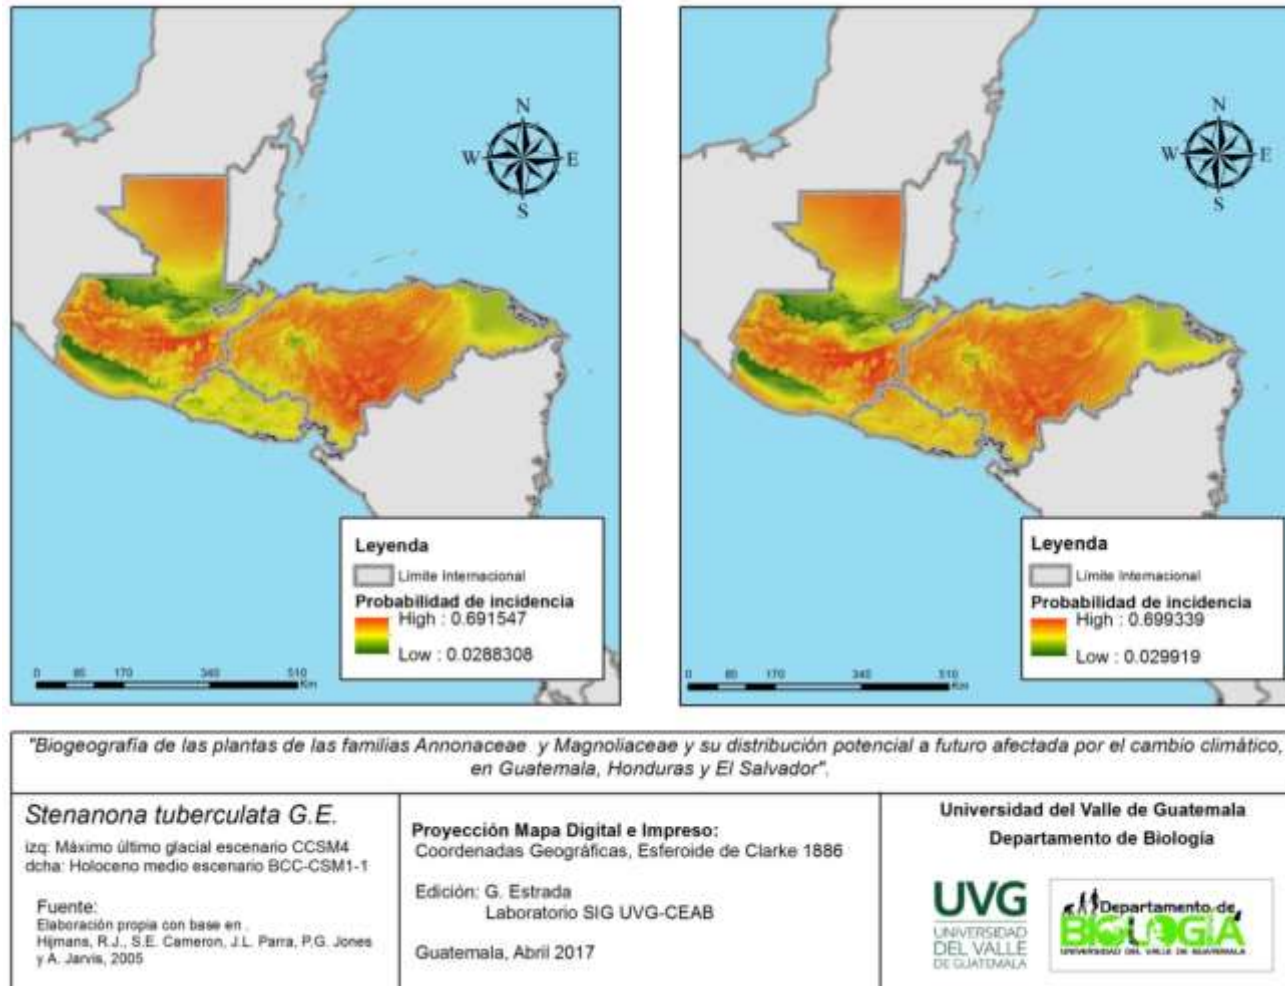 N
W E
S
Leyenda
Límite Internacional
Probabilidad de incidencia
High : 0.691547
Low : 0.0288308
0 85 170 340 510
Km
N
W E
S
Leyenda
Límite Internacional
Probabilidad de incidencia
High : 0.699339
Low : 0.029919
0 85 170 340 510
Km
"Biogeografía de las plantas de las familias Annonaceae y Magnoliaceae y su distribución potencial a futuro afectada por el cambio climático,
en Guatemala, Honduras y El Salvador".
Stenanona tuberculata G.E.
izq: Máximo último glacial escenario CCSM4
dcha: Holoceno medio escenario BCC-CSM1-1
Fuente:
Elaboración propia con base en .
Hijmans, R.J., S.E. Cameron, J.L. Parra, P.G. Jones
y A. Jarvis, 2005
Proyección Mapa Digital e Impreso:
Coordenadas Geográficas, Esferoide de Clarke 1886
Edición: G. Estrada
Laboratorio SIG UVG-CEAB
Guatemala, Abril 2017
Universidad del Valle de Guatemala
Departamento de Biología
UVG
UNIVERSIDAD
DEL VALLE
DE GUATEMALA
Departamento de
BIOLOGÍA
UNIVERSIDAD DEL VALLE DE GUATEMALA